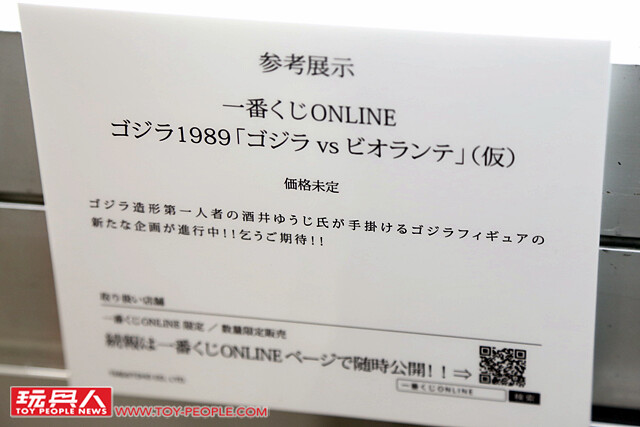 参考展示
一番くじONLINE
ゴジラ1989「ゴジラ vs ビオランテ」（仮）
価格未定
ゴジラ造形第一人者の酒井ゆうじ氏が手掛けるゴジラフィギュアの
新たな企画が進行中!!乞うご期待!!
取り扱い店舗
一番くじONLINE 限定 ／ 数量限定販売
続報は一番くじONLINE ページで随時公開!!⇒
一番くじONLINE
検索
玩具人
TOY PEOPLE NEWS
WWW.TOY-PEOPLE.COM